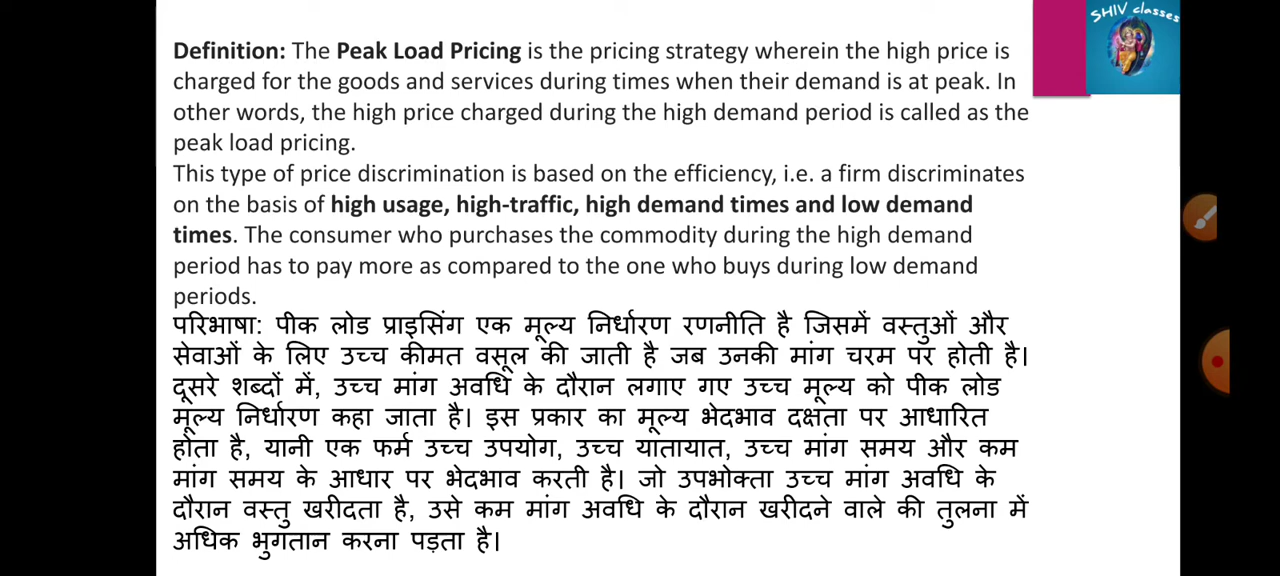 SHIV classes
Definition: The Peak Load Pricing is the pricing strategy wherein the high price is
charged for the goods and services during times when their demand is at peak. In
other words, the high price charged during the high demand period is called as the
peak load pricing.
This type of price discrimination is based on the efficiency, i.e. a firm discriminates
on the basis of high usage, high-traffic, high demand times and low demand
times. The consumer who purchases the commodity during the high demand
period has to pay more as compared to the one who buys during low demand
periods.
परिभाषा: पीक लोड प्राइसिंग एक मूल्य निर्धारण रणनीति है जिसमें वस्तुओं और
सेवाओं के लिए उच्च कीमत वसूल की जाती है जब उनकी मांग चरम पर होती है।
दूसरे शब्दों में, उच्च मांग अवधि के दौरान लगाए गए उच्च मूल्य को पीक लोड
मूल्य निर्धारण कहा जाता है। इस प्रकार का मूल्य भेदभाव दक्षता पर आधारित
होता है, यानी एक फर्म उच्च उपयोग, उच्च यातायात, उच्च मांग समय और कम
मांग समय के आधार पर भेदभाव करती है। जो उपभोक्ता उच्च मांग अवधि के
दौरान वस्तु खरीदता है, उसे कम मांग अवधि के दौरान खरीदने वाले की तुलना में
अधिक भुगतान करना पड़ता है।